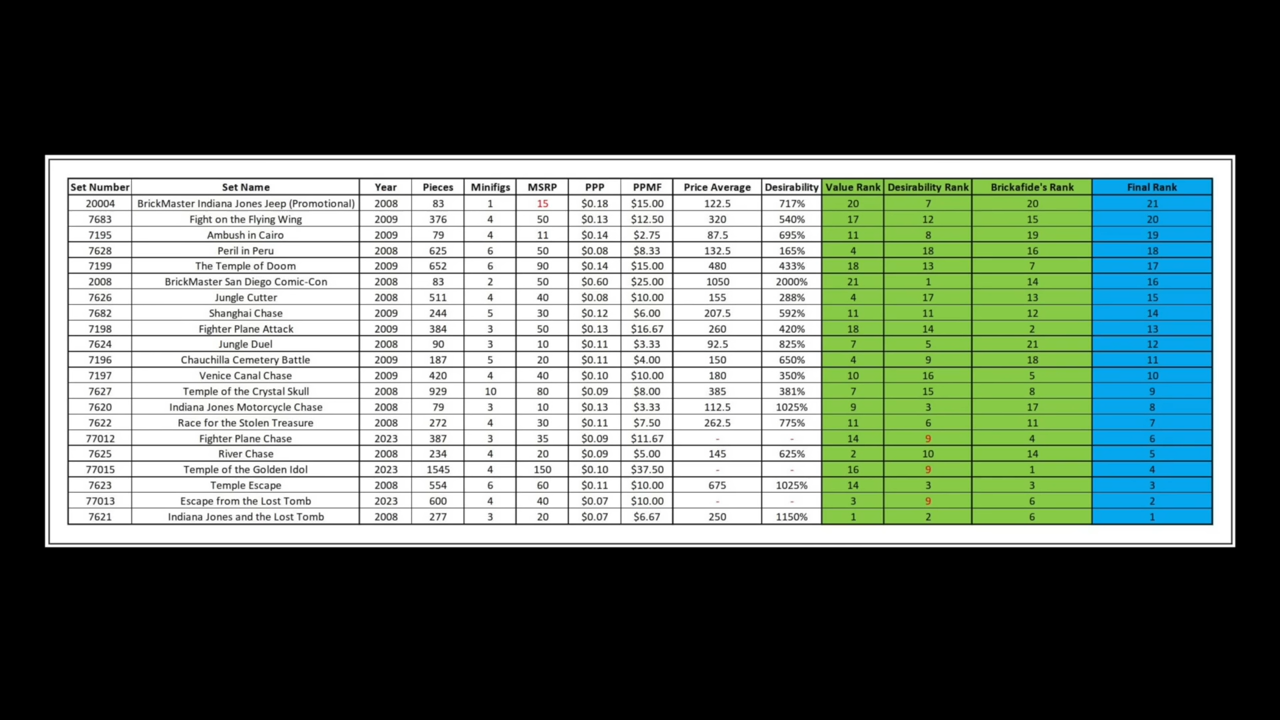 Set Number Set Name Year Pieces Minifigs MSRP PPP PPMF Price Average Desirability Value Rank Desirability Rank Brickafide's Rank Final Rank
20004 BrickMaster Indiana Jones Jeep (Promotional) 2008 83 1 15 $0.18 $15.00 122.5 717% 20 7 20 21
7683 Fight on the Flying Wing 2009 376 4 50 $0.13 $12.50 320 540% 17 12 15 20
7195 Ambush in Cairo 2009 79 4 11 $0.14 $2.75 87.5 695% 11 8 19 19
7628 Peril in Peru 2008 625 6 50 $0.08 $8.33 132.5 165% 4 18 16 18
7199 The Temple of Doom 2009 652 6 90 $0.14 $15.00 480 433% 18 13 7 17
2008 BrickMaster San Diego Comic-Con 2008 83 2 50 $0.60 $25.00 1050 2000% 21 1 14 16
7626 Jungle Cutter 2008 511 4 40 $0.08 $10.00 155 288% 4 17 13 15
7682 Shanghai Chase 2009 244 5 30 $0.12 $6.00 207.5 592% 11 11 12 14
7198 Fighter Plane Attack 2009 384 3 50 $0.13 $16.67 260 420% 18 14 2 13
7624 Jungle Duel 2008 90 3 10 $0.11 $3.33 92.5 825% 7 5 21 12
7196 Chauchilla Cemetery Battle 2009 187 5 20 $0.11 $4.00 150 650% 4 9 18 11
7197 Venice Canal Chase 2009 420 4 40 $0.10 $10.00 180 350% 10 16 5 10
7627 Temple of the Crystal Skull 2008 929 10 80 $0.09 $8.00 385 381% 7 15 8 9
7620 Indiana Jones Motorcycle Chase 2008 79 3 10 $0.13 $3.33 112.5 1025% 9 3 17 8
7622 Race for the Stolen Treasure 2008 272 4 30 $0.11 $7.50 262.5 775% 11 6 11 7
77012 Fighter Plane Chase 2023 387 3 35 $0.09 $11.67 - - 14 9 4 6
7625 River Chase 2008 234 4 20 $0.09 $5.00 145 625% 2 10 14 5
77015 Temple of the Golden Idol 2023 1545 4 150 $0.10 $37.50 - - 16 9 1 4
7623 Temple Escape 2008 554 6 60 $0.11 $10.00 675 1025% 14 3 3 3
77013 Escape from the Lost Tomb 2023 600 4 40 $0.07 $10.00 - - 3 9 6 2
7621 Indiana Jones and the Lost Tomb 2008 277 3 20 $0.07 $6.67 250 1150% 1 2 6 1